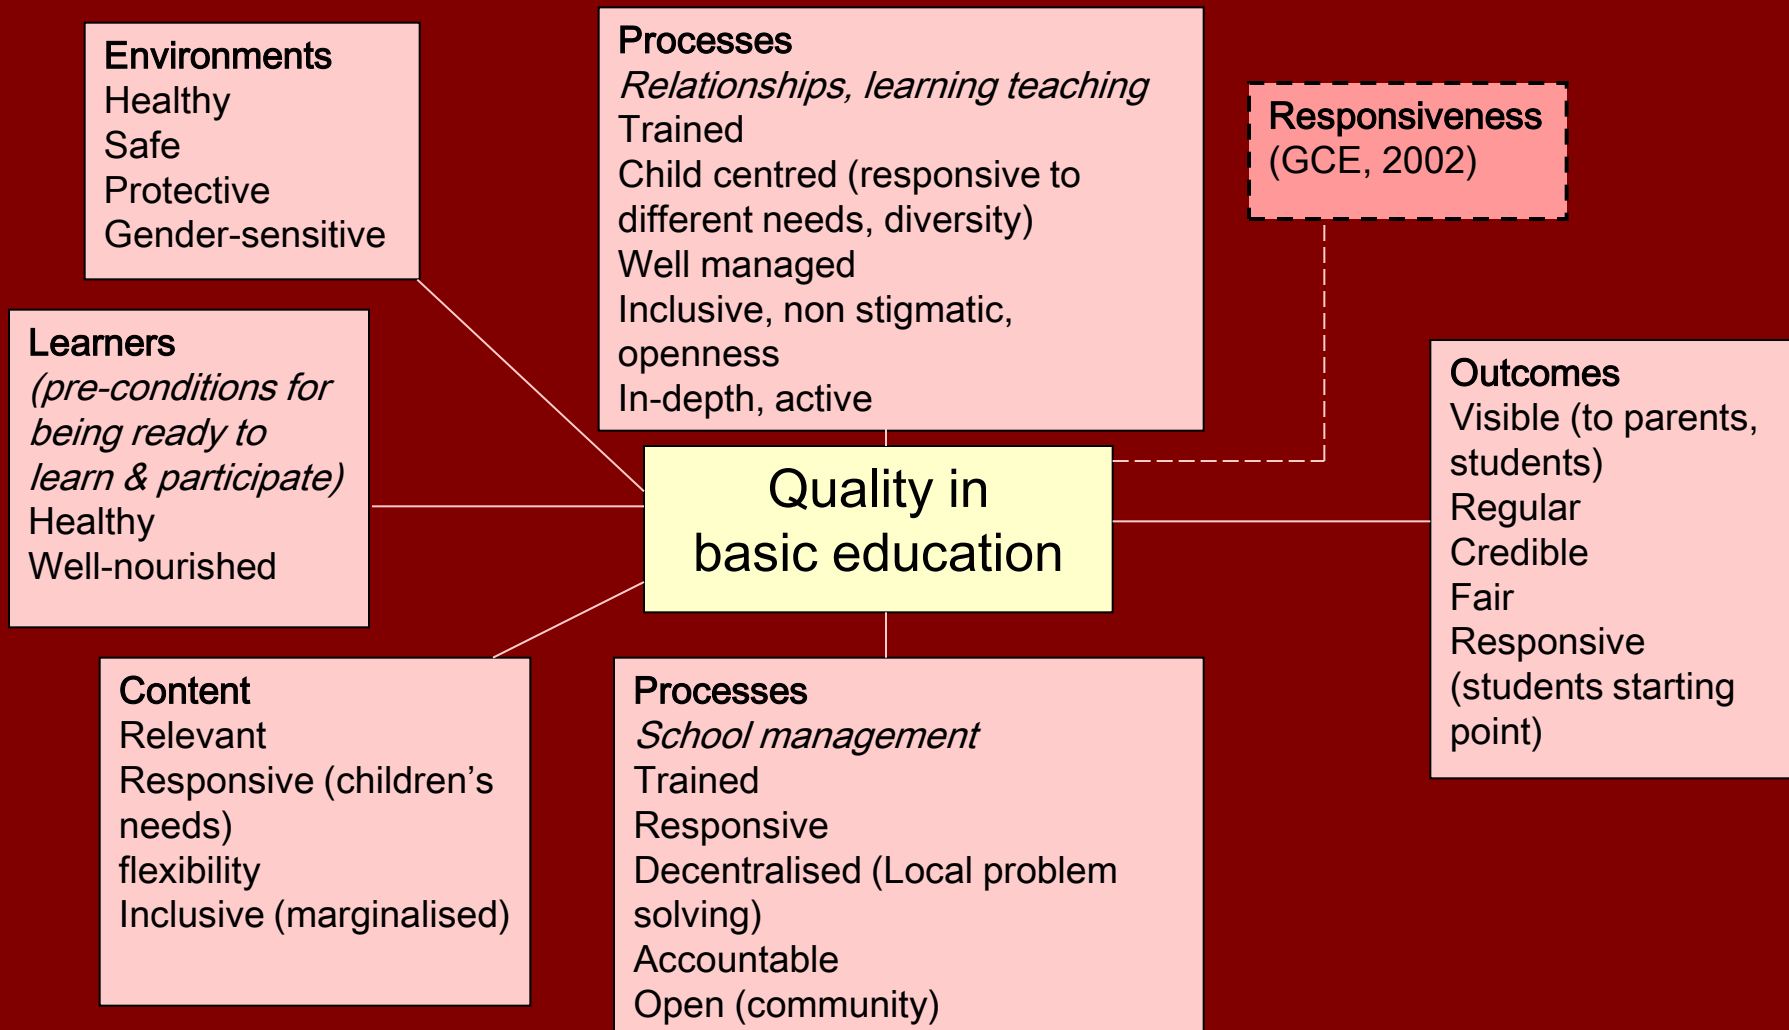 Environments
Healthy
Safe
Protective
Gender-sensitive
Processes
Relationships, learning teaching
Trained
Child centred (responsive to
different needs, diversity)
Well managed
Inclusive, non stigmatic,
openness
In-depth, active
Responsiveness
(GCE, 2002)
Learners
(pre-conditions for
being ready to
learn & participate)
Healthy
Well-nourished
Quality in
basic education
Outcomes
Visible (to parents,
students)
Regular
Credible
Fair
Responsive
(students starting
point)
Content
Relevant
Responsive (children’s
needs)
flexibility
Inclusive (marginalised)
Processes
School management
Trained
Responsive
Decentralised (Local problem
solving)
Accountable
Open (community)